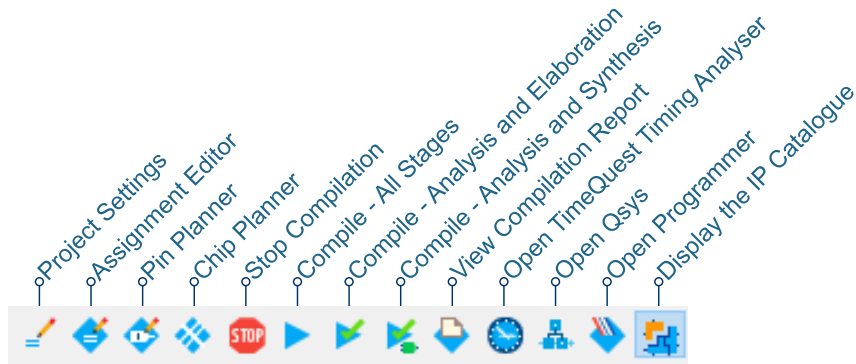 Project Settings
Assignment Editor
Pin Planner
Chip Planner
Stop Compilation
Compile - All Stages
Compile - Analysis and Elaboration
Compile - Analysis and Synthesis
View Compilation Report
Open TimeQuest Timing Analyser
Open Qsys
Open Programmer
Display the IP Catalogue
STOP